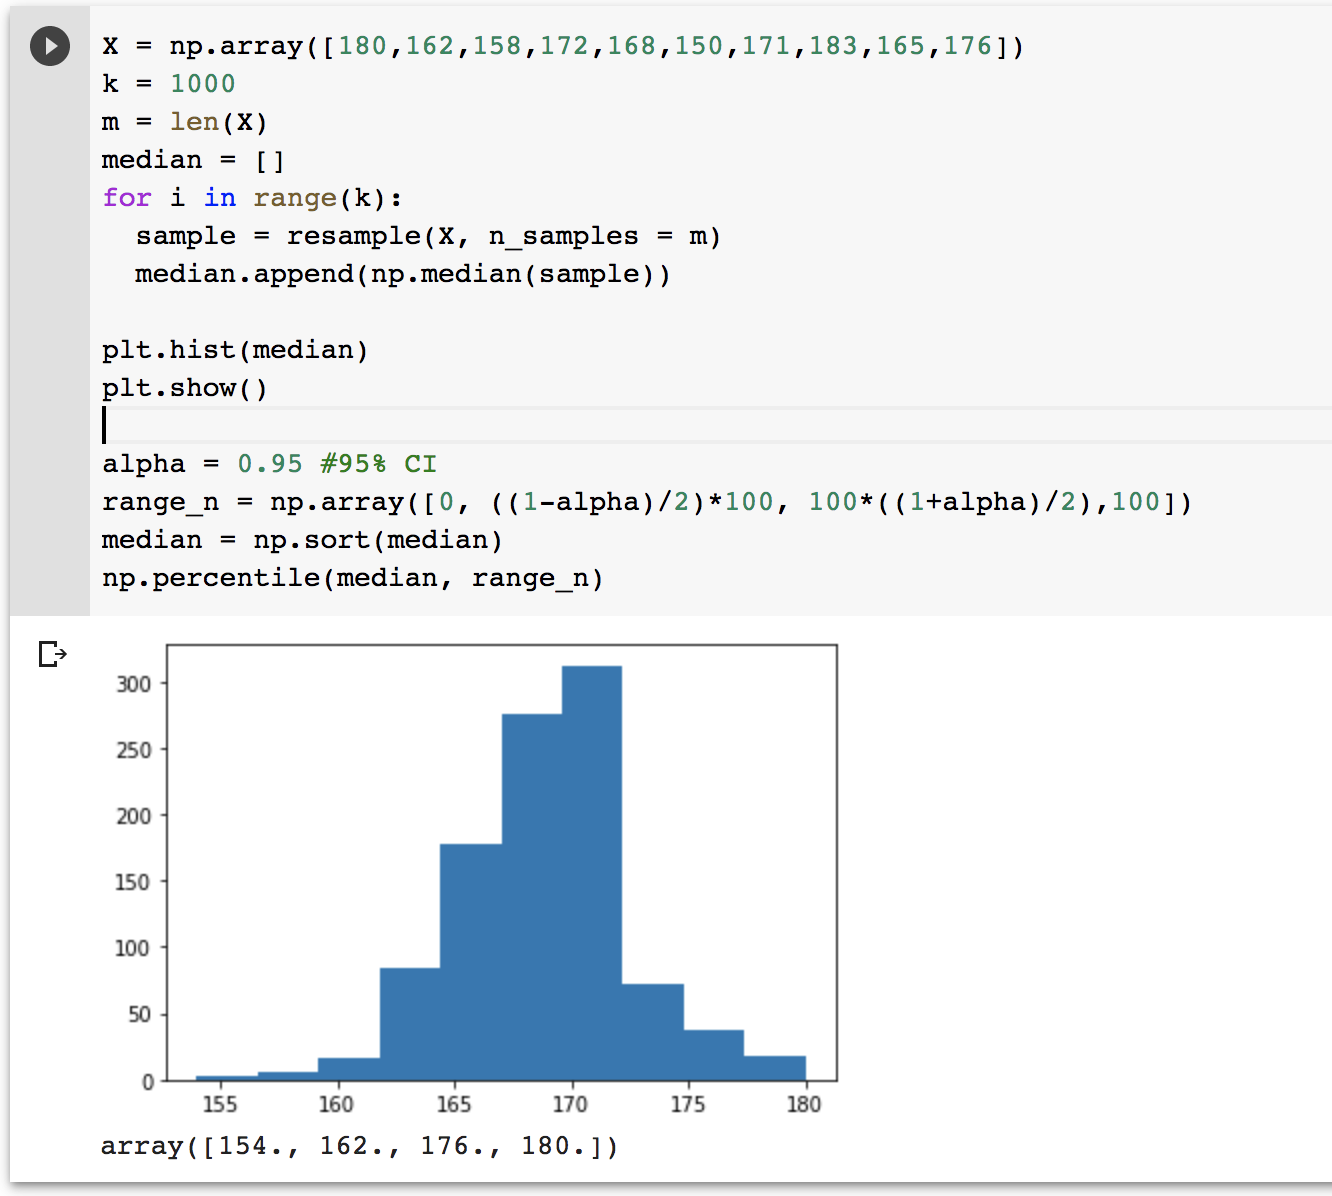 X = np.array([180,162,158,172,168,150,171,183,165,176])
k = 1000
m = len(X)
median = []
for i in range(k):
  sample = resample(X, n_samples = m)
  median.append(np.median(sample))

plt.hist(median)
plt.show()

alpha = 0.95 #95% CI
range_n = np.array([0, ((1-alpha)/2)*100, 100*((1+alpha)/2),100])
median = np.sort(median)
np.percentile(median, range_n)
300
250
200
150
100
50
0
155 160 165 170 175 180
array([154., 162., 176., 180.])